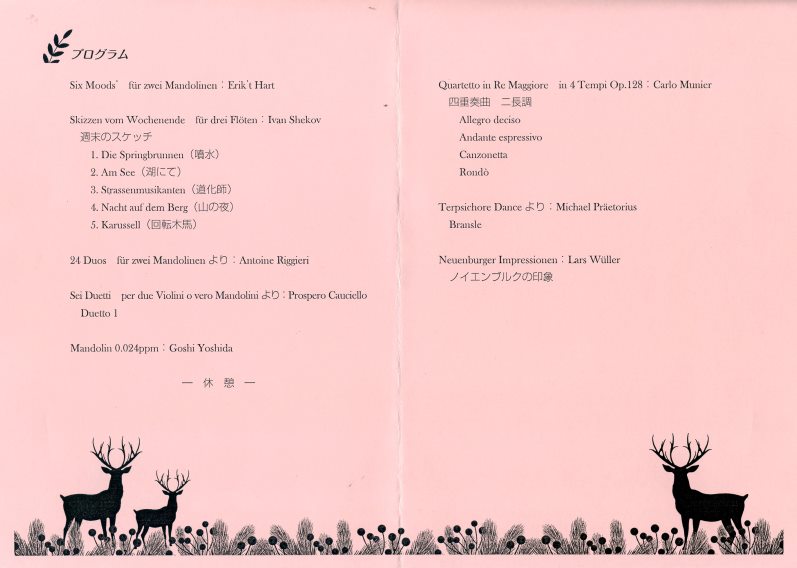 プログラム
Six Moods' für zwei Mandolinen：Erik't Hart
Skizzen vom Wochenende für drei Flöten：Ivan Shekov
週末のスケッチ
1. Die Springbrunnen（噴水）
2. Am See（湖にて）
3. Strassenmusikanten（道化師）
4. Nacht auf dem Berg（山の夜）
5. Karussell（回転木馬）
24 Duos für zwei Mandolinen より：Antoine Riggieri
Sei Duetti per due Violini o vero Mandolini より：Prospero Cauciello
Duetto 1
Mandolin 0.024ppm：Goshi Yoshida
― 休 憩 ―
Quartetto in Re Maggiore in 4 Tempi Op.128：Carlo Munier
四重奏曲 ニ長調
Allegro deciso
Andante espressivo
Canzonetta
Rondò
Terpsichore Dance より：Michael Präetorius
Bransle
Neuenburger Impressionen：Lars Wüller
ノイエンブルクの印象